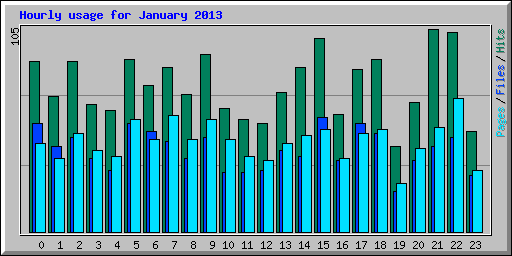 Hourly usage for January 2013
105
Pages/Files/Hits
0 1 2 3 4 5 6 7 8 9 10 11 12 13 14 15 16 17 18 19 20 21 22 23